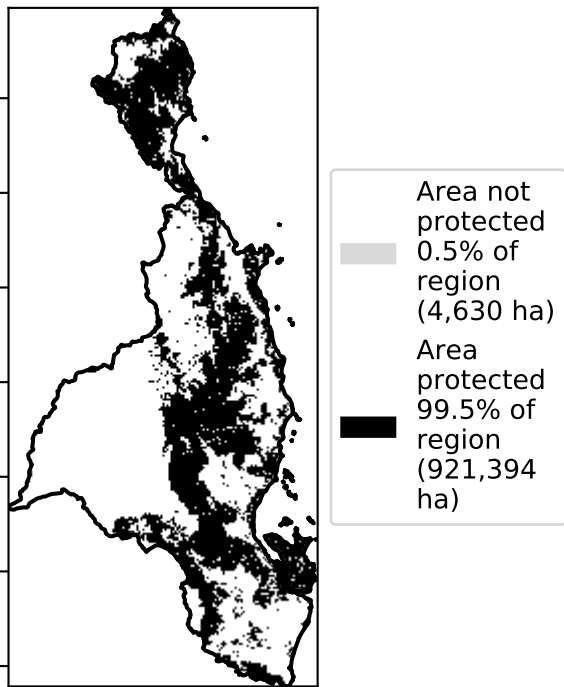 Area not
protected
0.5% of
region
(4,630 ha)
Area
protected
99.5% of
region
(921,394
ha)